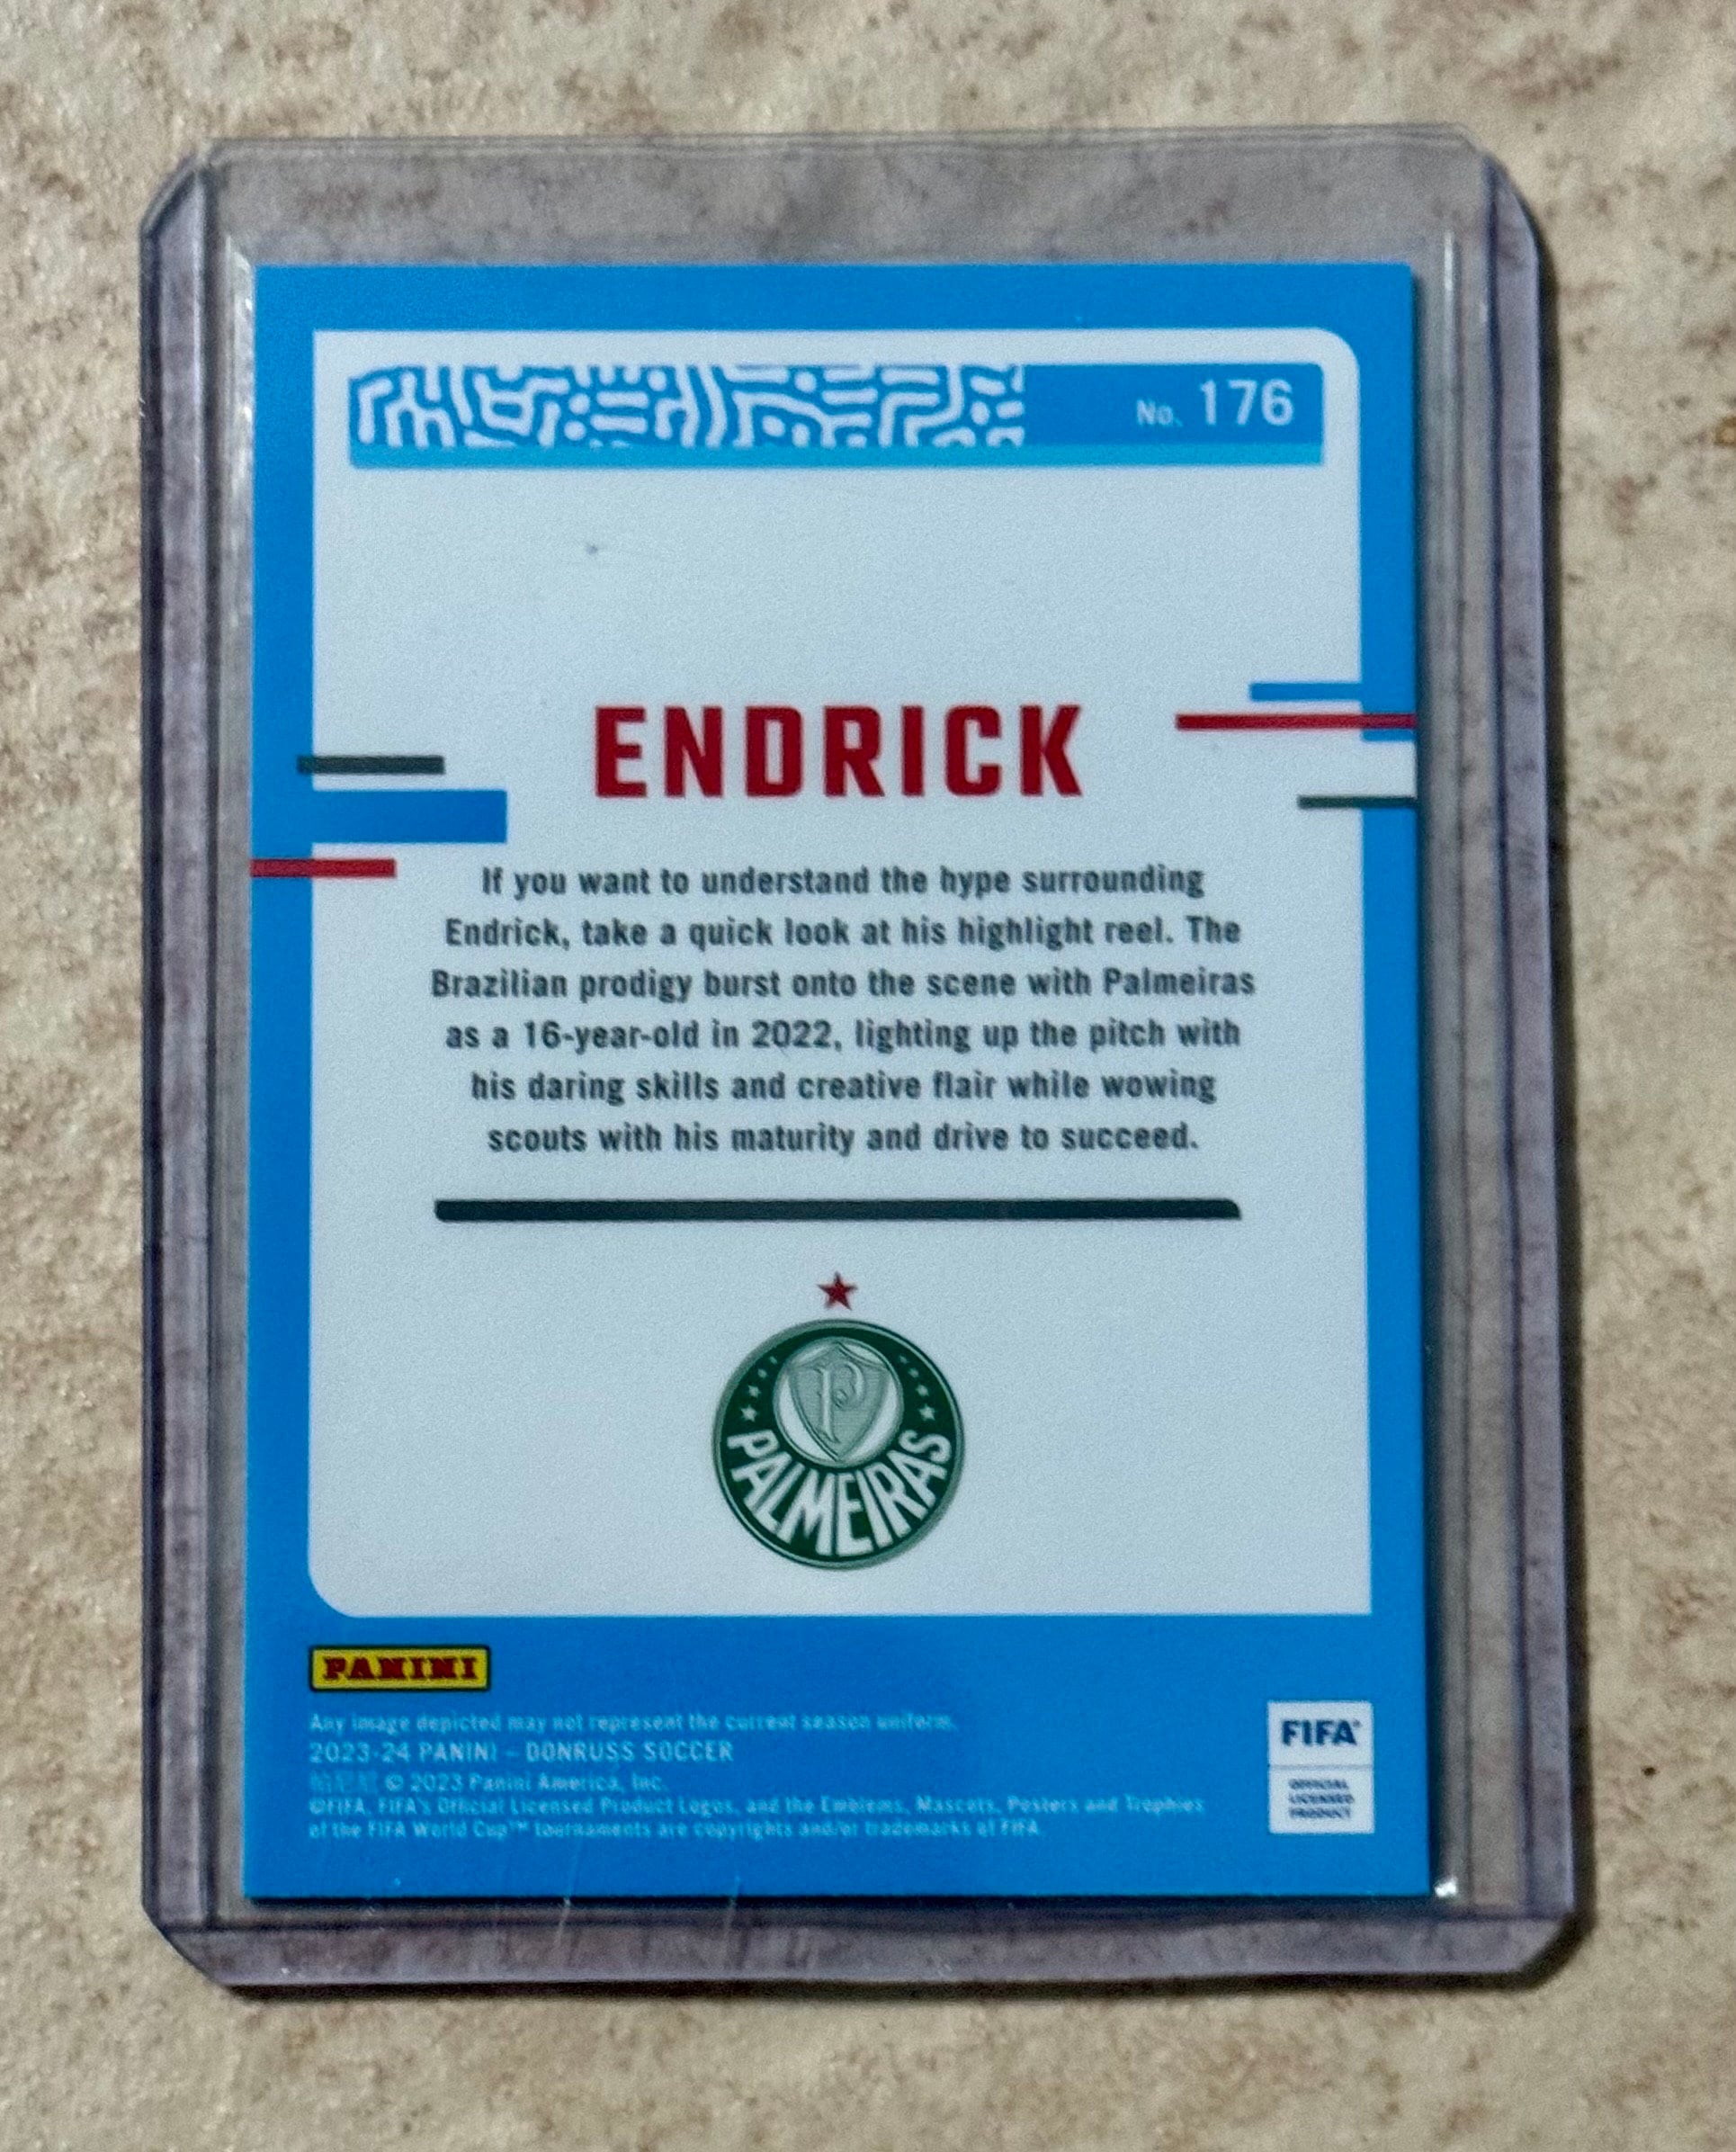 No. 176
ENDRICK
If you want to understand the hype surrounding
Endrick, take a quick look at his highlight reel. The
Brazilian prodigy burst onto the scene with Palmeiras
as a 16-year-old in 2022, lighting up the pitch with
his daring skills and creative flair while wowing
scouts with his maturity and drive to succeed.
P
PALMEIRAS
PANINI
Any image depicted may not represent the current season uniform.
2023-24 PANINI – DONRUSS SOCCER
© 2023 Panini America, Inc.
©FIFA, FIFA's Official Licensed Product Logos, and the Emblems, Mascots, Posters and Trophies
of the FIFA World Cup™ tournaments are copyrights and/or trademarks of FIFA.
FIFA®
OFFICIAL
LICENSED
PRODUCT